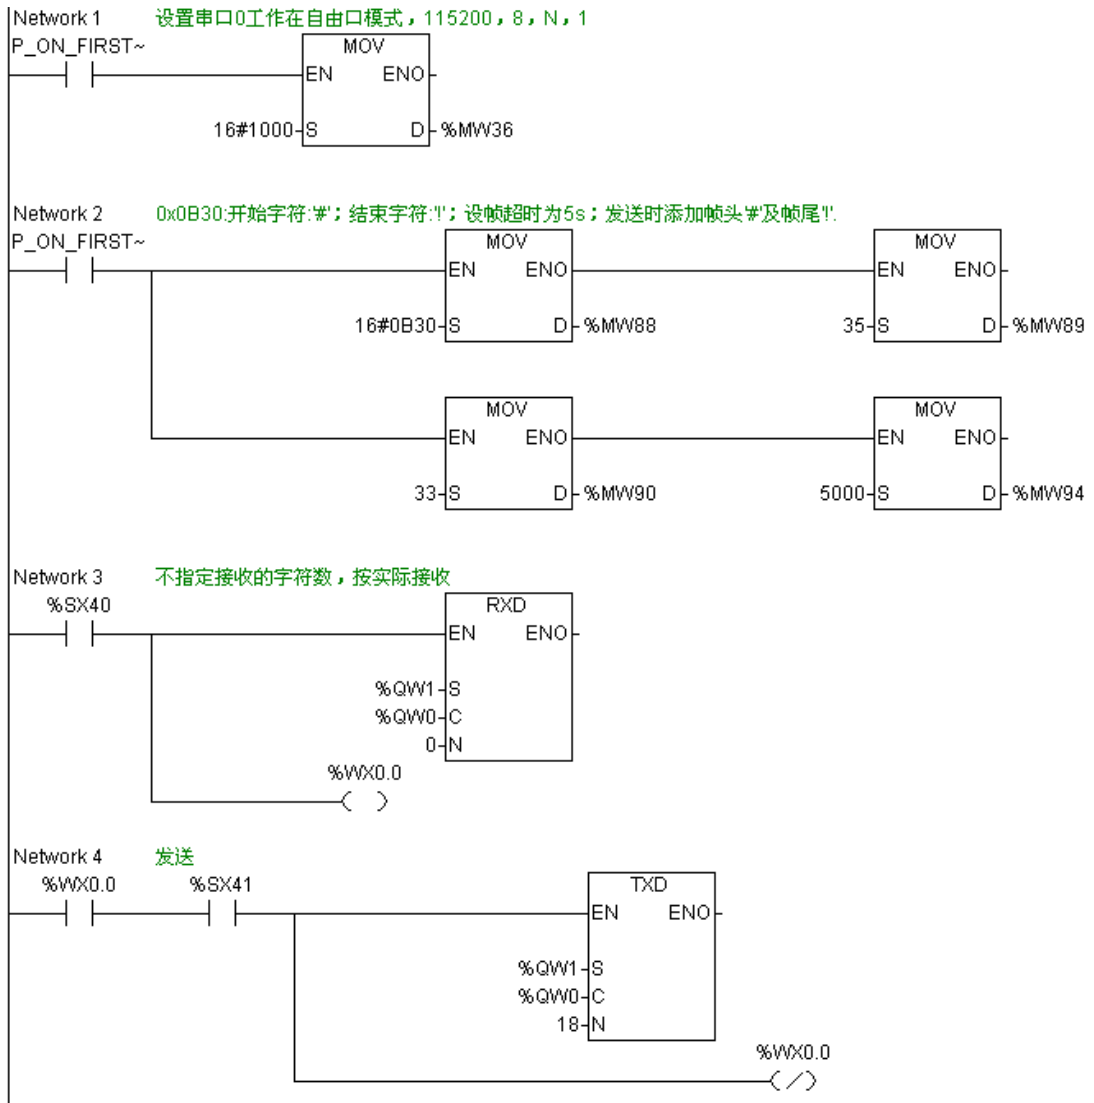 Network 1 设置串口0工作在自由口模式，115200，8，N，1
P_ON_FIRST~
MOV
EN ENO
16#1000 S D %MW36
Network 2 0x0B30:开始字符:'#'；结束字符:'!'；设帧超时为5s；发送时添加帧头'#'及帧尾'!'.
P_ON_FIRST~
MOV MOV
EN ENO EN ENO
16#0B30 S D %MW88 35 S D %MW89
MOV MOV
EN ENO EN ENO
33 S D %MW90 5000 S D %MW94
Network 3 不指定接收的字符数，按实际接收
%SX40 RXD
EN ENO
%QW1 S
%QW0 C
0 N
%WX0.0
Network 4 发送
%WX0.0 %SX41 TXD
EN ENO
%QW1 S
%QW0 C
18 N
%WX0.0